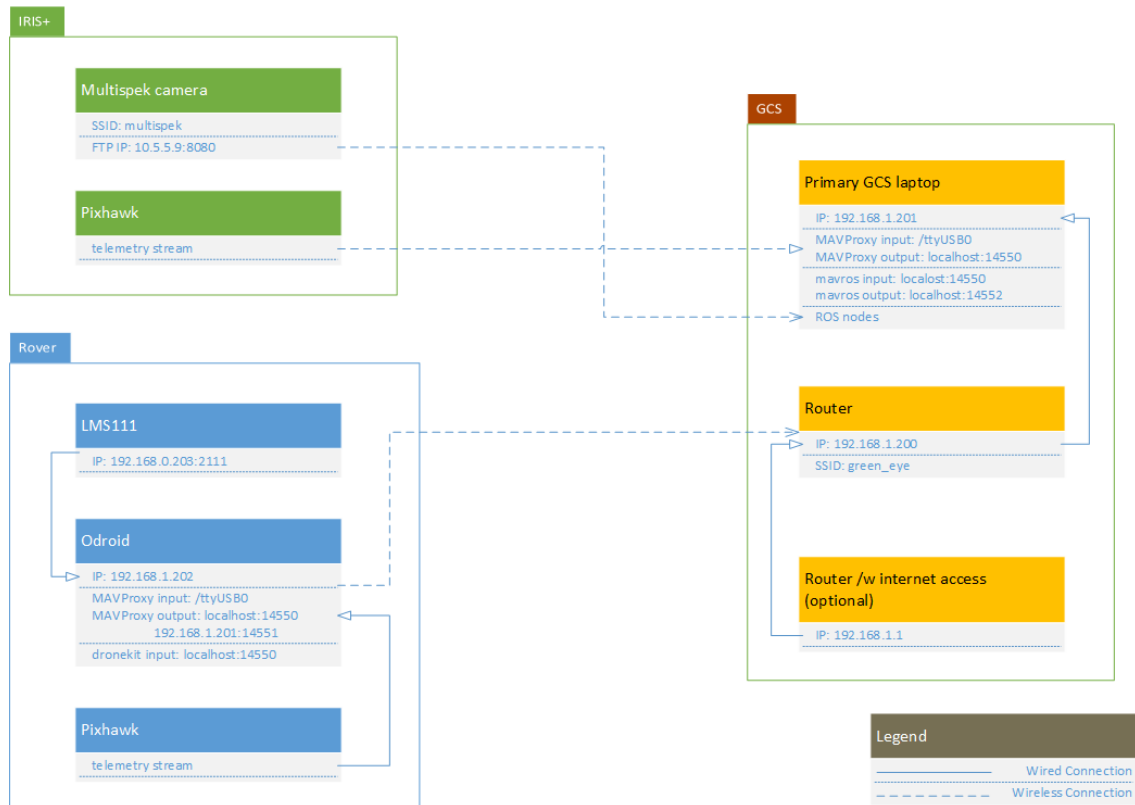 IRIS+
Multispek camera
SSID: multispek
FTP IP: 10.5.5.9:8080
Pixhawk
telemetry stream
Rover
LMS111
IP: 192.168.0.203:2111
Odroid
IP: 192.168.1.202
MAVProxy input: /ttyUSB0
MAVProxy output: localhost:14550
192.168.1.201:14551
dronekit input: localhost:14550
Pixhawk
telemetry stream
GCS
Primary GCS laptop
IP: 192.168.1.201
MAVProxy input: /ttyUSB0
MAVProxy output: localhost:14550
mavros input: localost:14550
mavros output: localhost:14552
ROS nodes
Router
IP: 192.168.1.200
SSID: green_eye
Router /w internet access
(optional)
IP: 192.168.1.1
Legend
Wired Connection
Wireless Connection